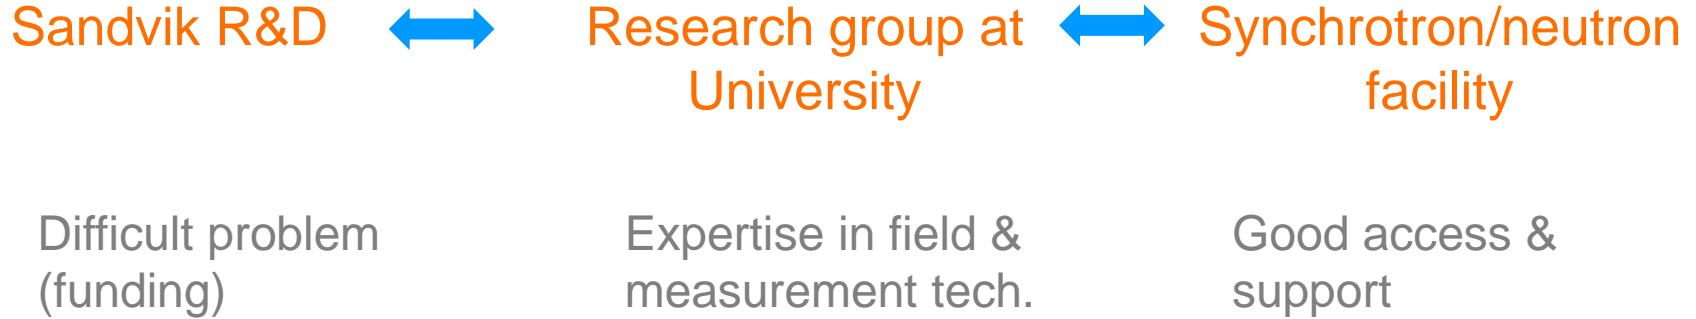 Sandvik R&D
Research group at
University
Synchrotron/neutron
facility
Difficult problem
(funding)
Expertise in field &
measurement tech.
Good access &
support